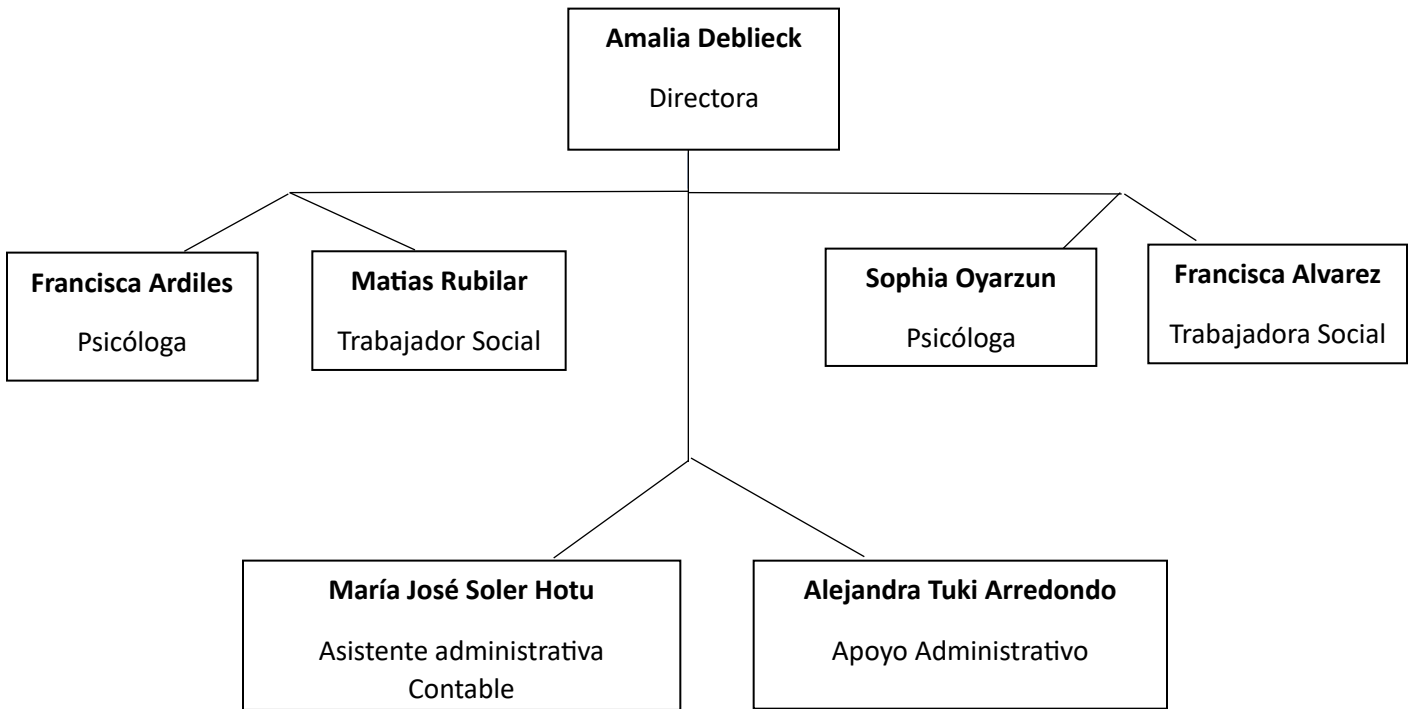 Amalia Deblieck
Directora
Francisca Ardiles
Psicóloga
Matias Rubilar
Trabajador Social
Sophia Oyarzun
Psicóloga
Francisca Alvarez
Trabajadora Social
María José Soler Hotu
Asistente administrativa
Contable
Alejandra Tuki Arredondo
Apoyo Administrativo